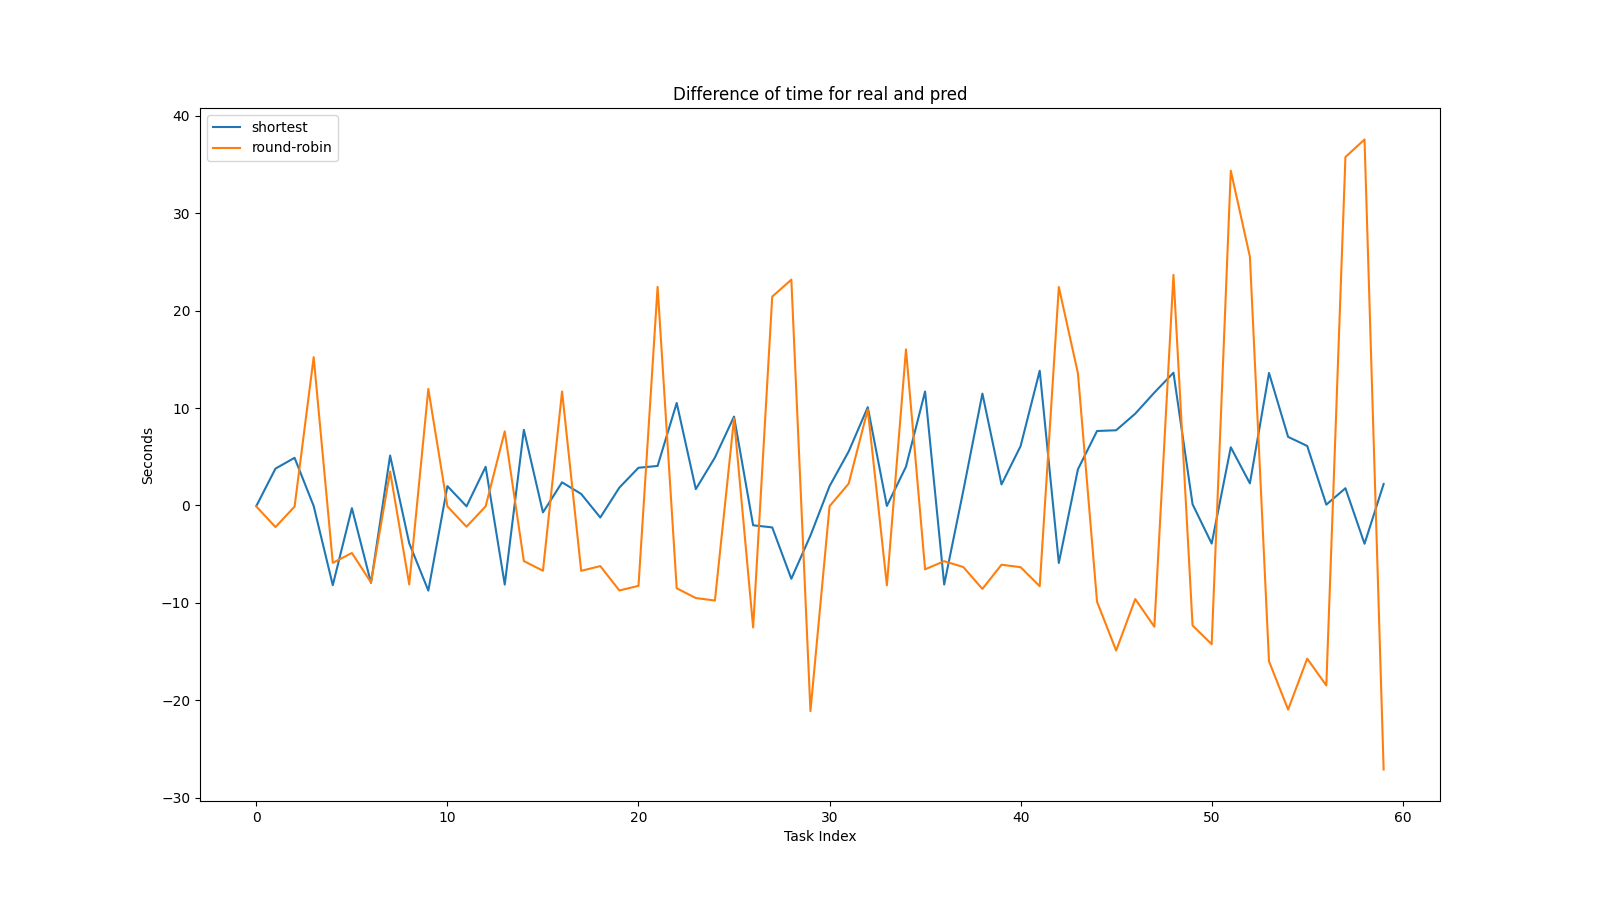 Difference of time for real and pred
shortest
round-robin
40
30
20
10
0
−10
−20
−30
Seconds
0 10 20 30 40 50 60
Task Index